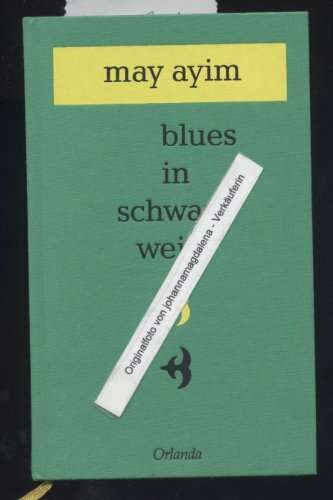 may ayim
blues
in
schwa
wei
Originalfoto von johannamagdalena - Verkäuferin
Orlanda